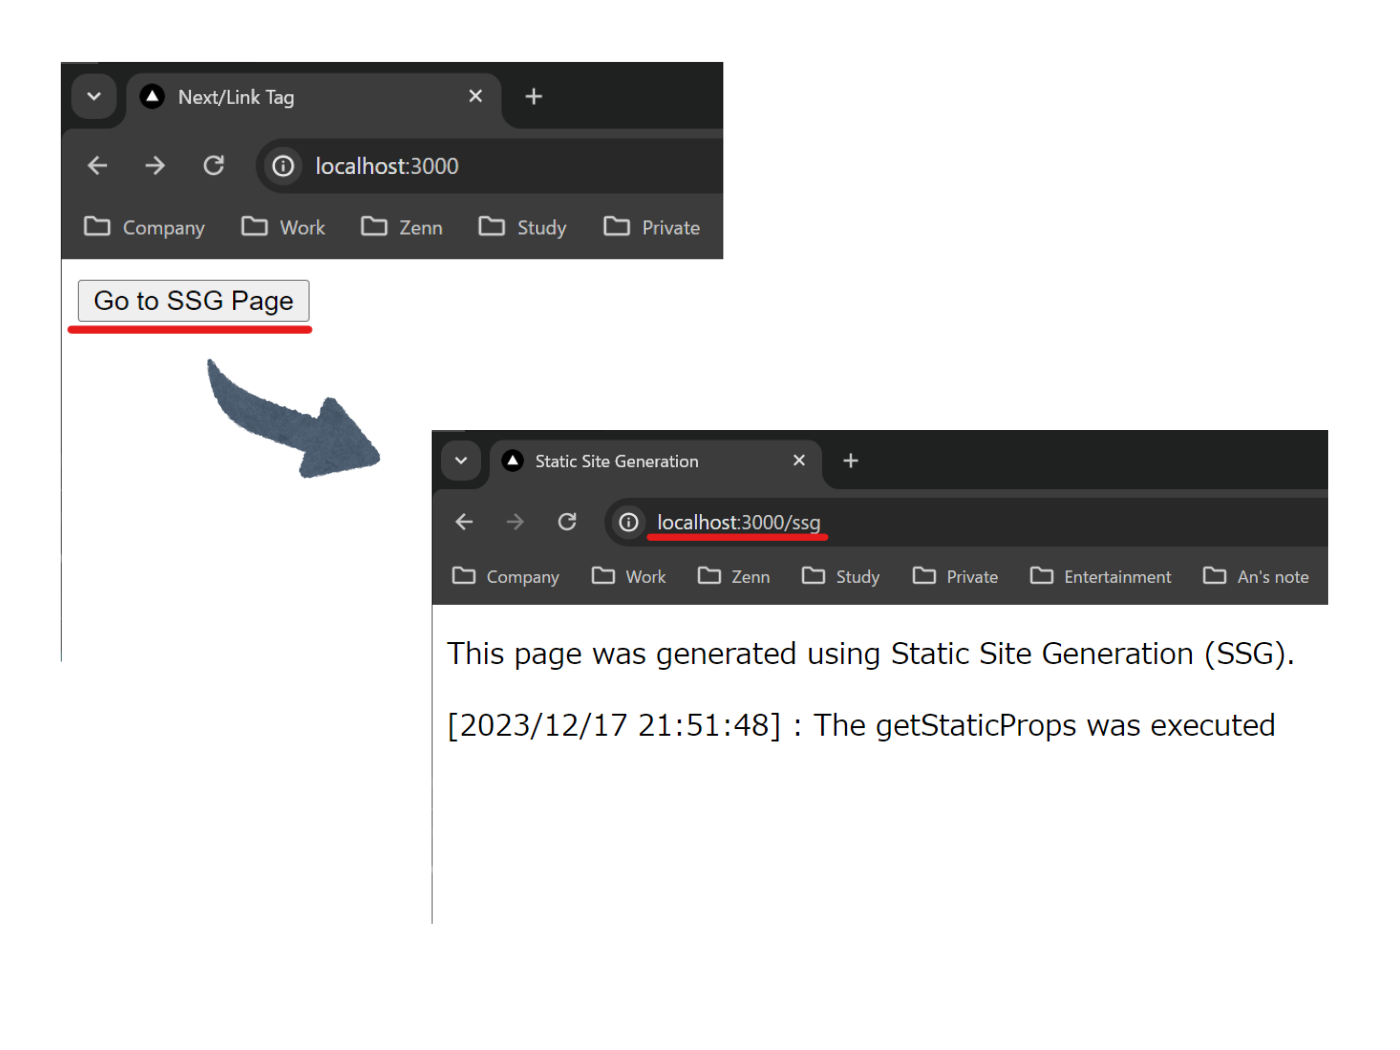 Next/Link Tag
localhost:3000
Company Work Zenn Study Private
Go to SSG Page
Static Site Generation
localhost:3000/ssg
Company Work Zenn Study Private Entertainment An's note
This page was generated using Static Site Generation (SSG).
[2023/12/17 21:51:48] : The getStaticProps was executed